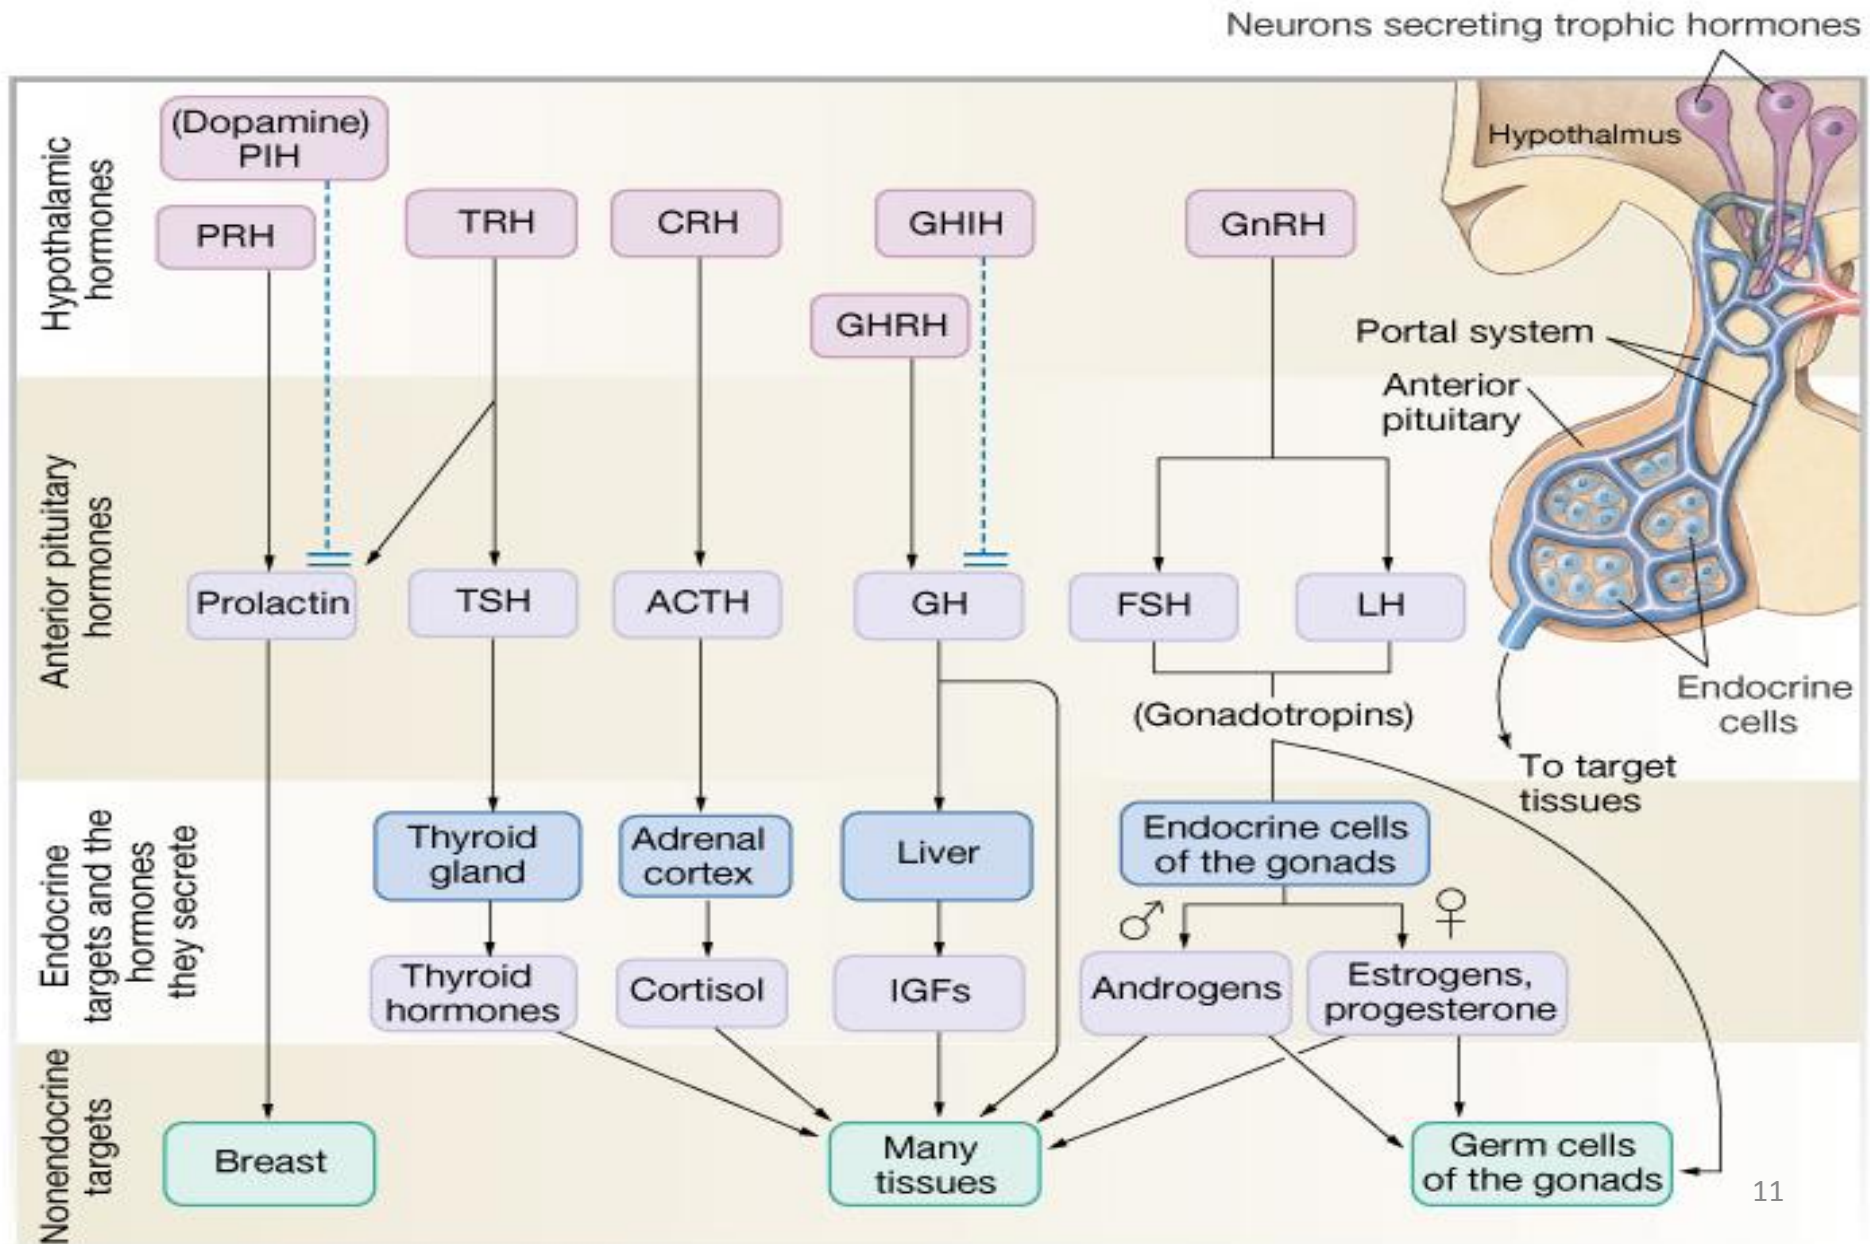 Neurons secreting trophic hormones
Hypothalamic
hormones
(Dopamine)
PIH
PRH
TRH
CRH
GHIH
GHRH
GnRH
Hypothalmus
Portal system
Anterior
pituitary
Anterior pituitary
hormones
Prolactin
TSH
ACTH
GH
FSH
LH
(Gonadotropins)
Endocrine
cells
To target
tissues
Endocrine
targets and the
hormones
they secrete
Thyroid
gland
Adrenal
cortex
Liver
Endocrine cells
of the gonads
♂
♀
Thyroid
hormones
Cortisol
IGFs
Androgens
Estrogens,
progesterone
Nonendocrine
targets
Breast
Many
tissues
Germ cells
of the gonads
11